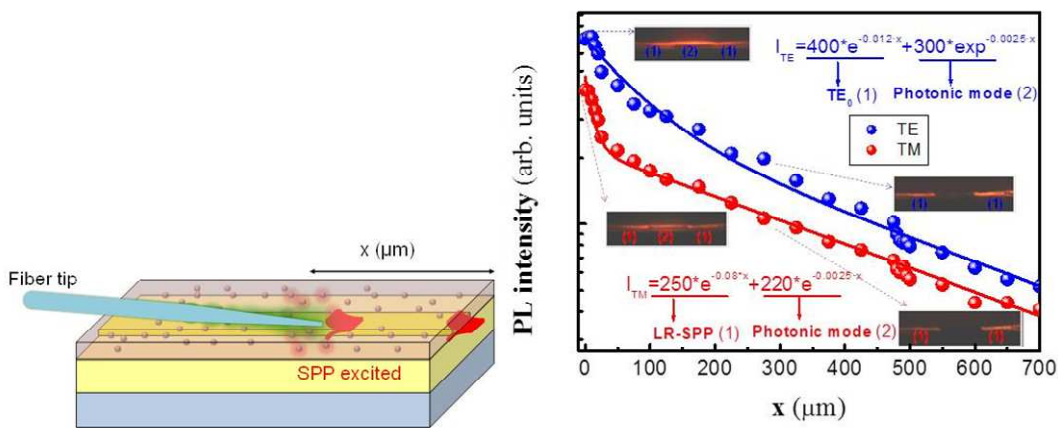 x (μm)
Fiber tip
SPP excited
PL intensity (arb. units)
I_TE=400*e^-0.012·x+300*exp^-0.0025·x
TE_0 (1) Photonic mode (2)
TE
TM
(1) (2) (1)
(1) (1)
(1) (2) (1)
I_TM=250*e^-0.08*x+220*e^-0.0025·x
LR-SPP (1) Photonic mode (2)
(1) (1)
0 100 200 300 400 500 600 700
x (μm)